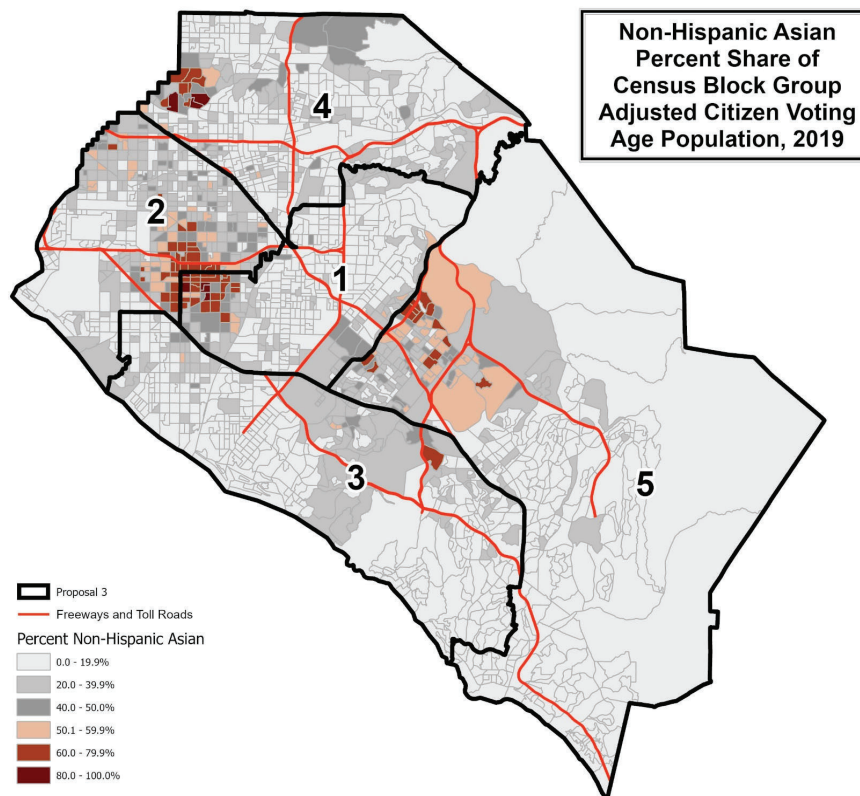 Non-Hispanic Asian
Percent Share of
Census Block Group
Adjusted Citizen Voting
Age Population, 2019
4
2
1
3
5
Proposal 3
Freeways and Toll Roads
Percent Non-Hispanic Asian
0.0 - 19.9%
20.0 - 39.9%
40.0 - 50.0%
50.1 - 59.9%
60.0 - 79.9%
80.0 - 100.0%